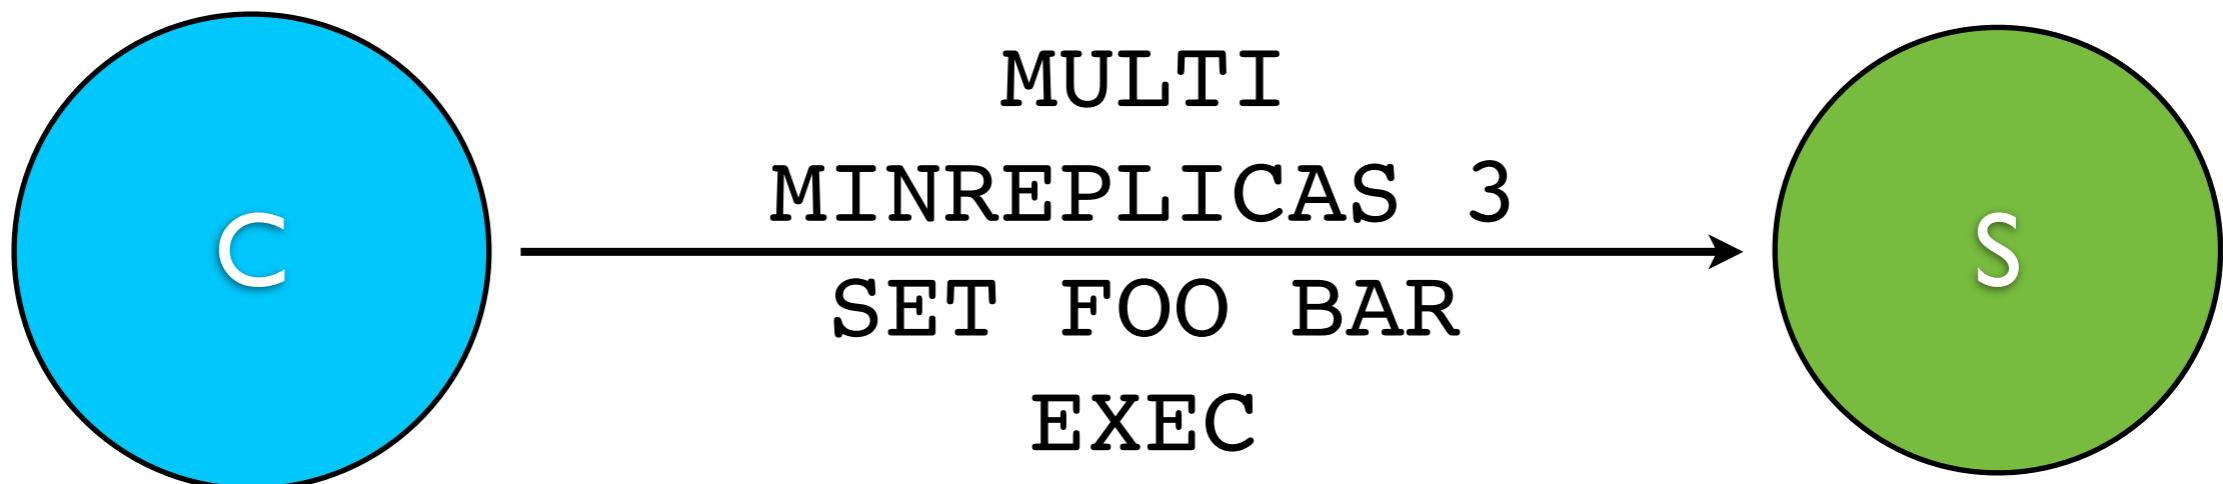 C
MULTI
MINREPLICAS 3
SET FOO BAR
EXEC
S